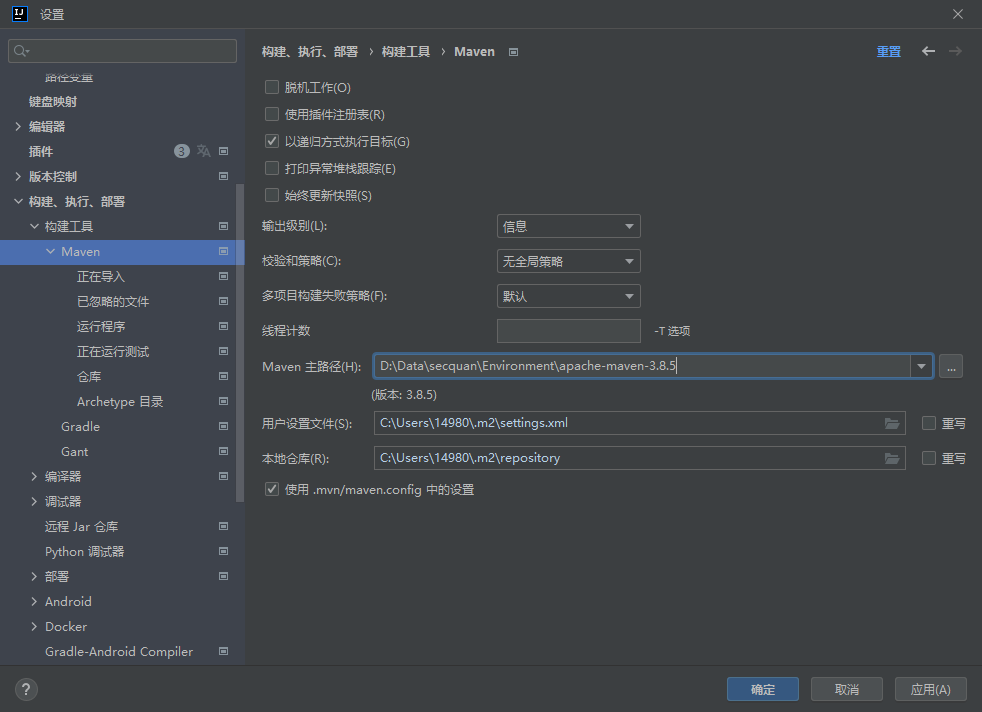 设置
路径变量
键盘映射
编辑器
插件 3
版本控制
构建、执行、部署
构建工具
Maven
正在导入
已忽略的文件
运行程序
正在运行测试
仓库
Archetype 目录
Gradle
Gant
编译器
调试器
远程 Jar 仓库
Python 调试器
部署
Android
Docker
Gradle-Android Compiler
构建、执行、部署 › 构建工具 › Maven
重置
脱机工作(O)
使用插件注册表(R)
以递归方式执行目标(G)
打印异常堆栈跟踪(E)
始终更新快照(S)
输出级别(L): 信息
校验和策略(C): 无全局策略
多项目构建失败策略(F): 默认
线程计数 -T 选项
Maven 主路径(H): D:\Data\secquan\Environment\apache-maven-3.8.5 ...
(版本: 3.8.5)
用户设置文件(S): C:\Users\14980\.m2\settings.xml 重写
本地仓库(R): C:\Users\14980\.m2\repository 重写
使用 .mvn/maven.config 中的设置
? 确定 取消 应用(A)